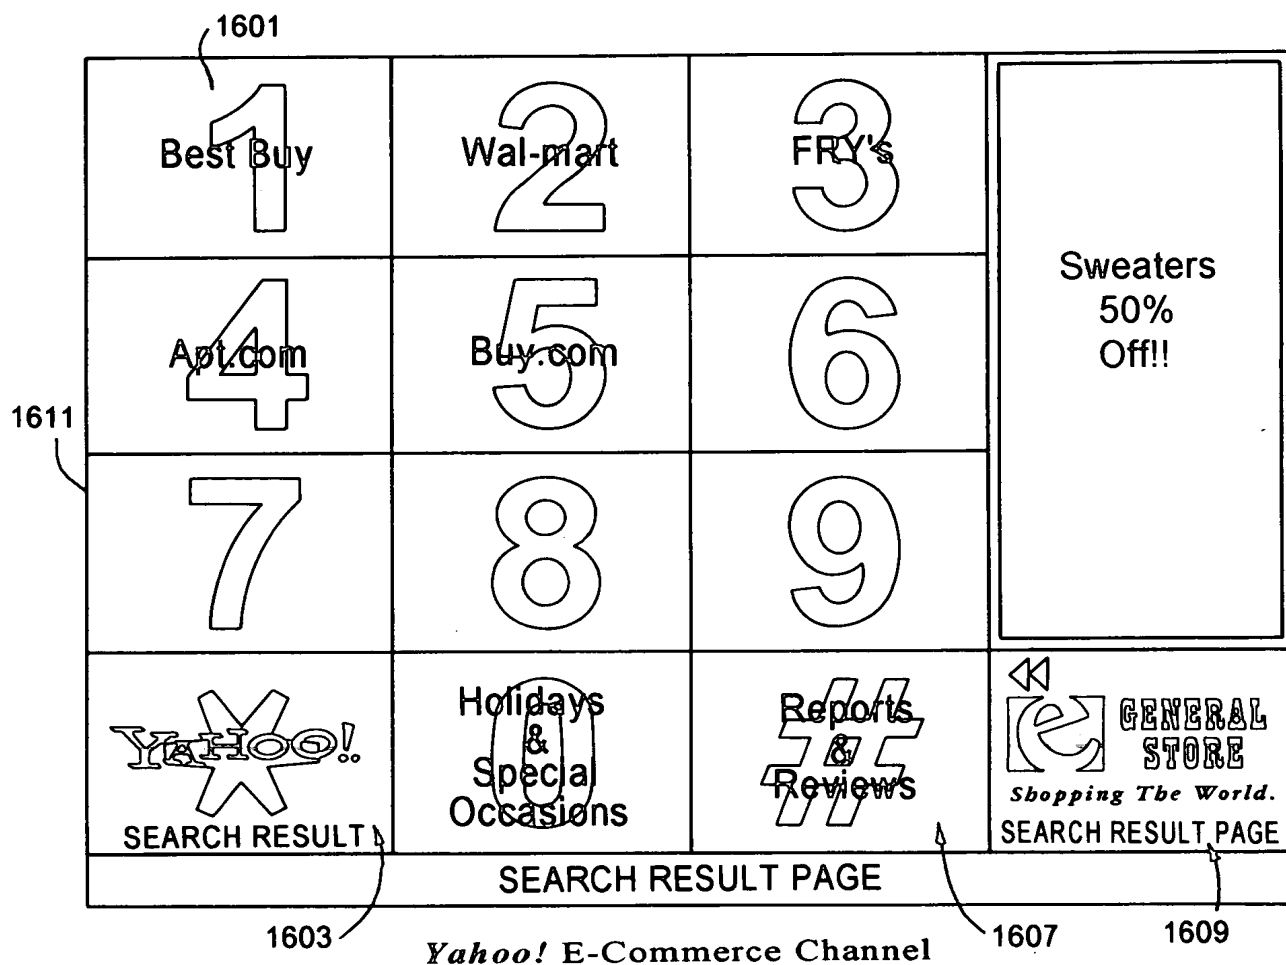 1601
1
Best Buy
2
Wal-mart
3
FRY's
Sweaters
50%
Off!!
4
Apt.com
5
Buy.com
6
1611
7
8
9
*
YAHOO!
SEARCH RESULT
0
Holidays
&
Special
Occasions
#
Reports
&
Reviews
e GENERAL
STORE
Shopping The World.
SEARCH RESULT PAGE
SEARCH RESULT PAGE
1603
1607
1609
Yahoo! E-Commerce Channel